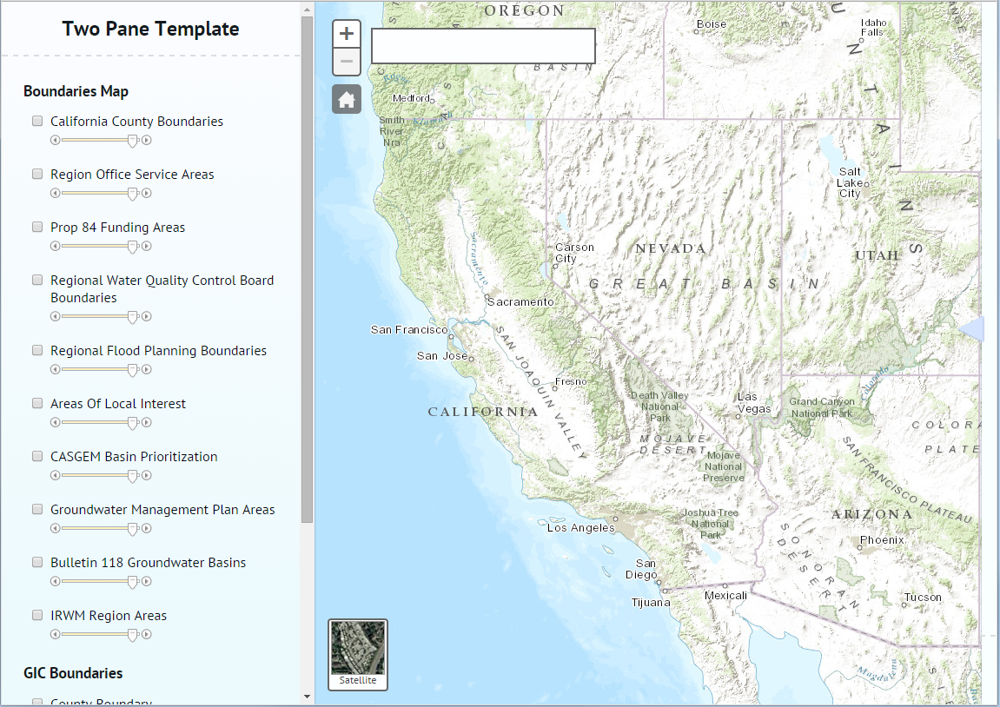 Two Pane Template
Boundaries Map
California County Boundaries
Region Office Service Areas
Prop 84 Funding Areas
Regional Water Quality Control Board
Boundaries
Regional Flood Planning Boundaries
Areas Of Local Interest
CASGEM Basin Prioritization
Groundwater Management Plan Areas
Bulletin 118 Groundwater Basins
IRWM Region Areas
GIC Boundaries
County Boundary
+
−
OREGON
BASIN
Boise
Idaho
Falls
Medford
Smith
River
Nra
Klamath
Salt
Lake
City
Carson
City
NEVADA
UTAH
GREAT BASIN
Sacramento
Sacramento
San Francisco
San Jose
SAN JOAQUIN VALLEY
Fresno
CALIFORNIA
Death Valley
National
Park
Las
Vegas
Grand Canyon
National Park
Colorado
COLORA
PLATE
MOJAVE
DESERT
Mojave
National
Preserve
SAN FRANCISCO PLATEAU
Joshua Tree
National
Park
ARIZONA
Los Angeles
Phoenix
SONORAN
DESERT
San
Diego
Tijuana
Mexicali
Tucson
Magdalena
Satellite